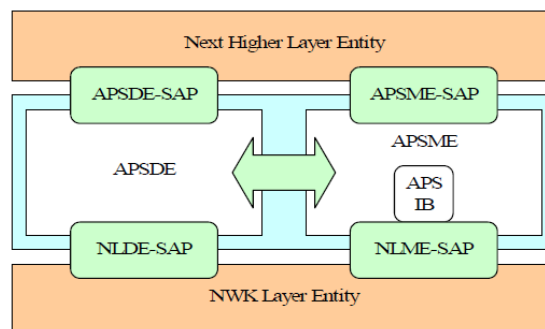 Next Higher Layer Entity
APSDE-SAP
APSME-SAP
APSME
APSDE
APS
IB
NLDE-SAP
NLME-SAP
NWK Layer Entity